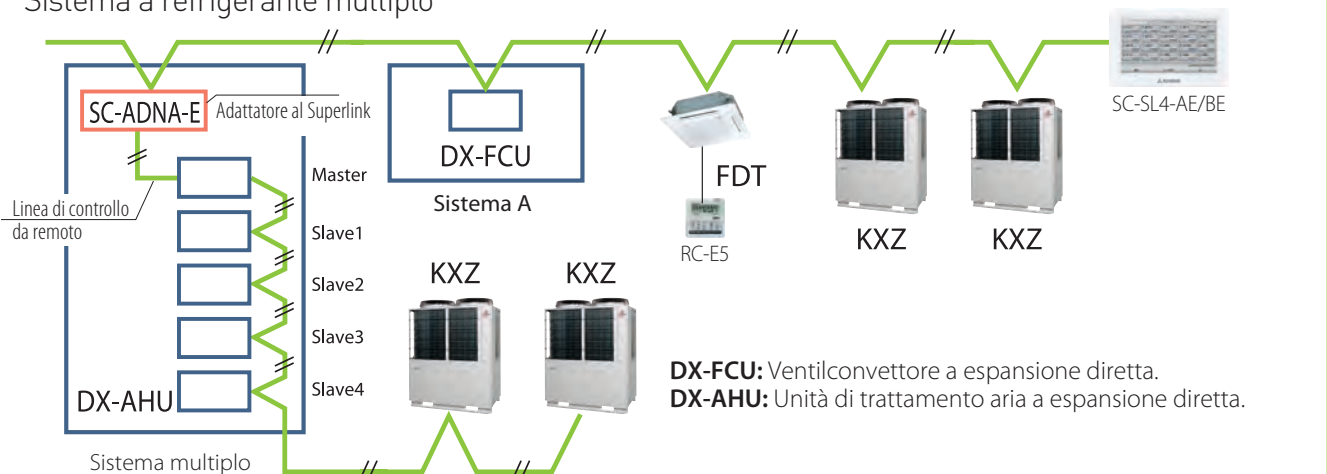 Sistema a refrigerante multiplo
SC-ADNA-E
Adattatore al Superlink
Master
Linea di controllo
da remoto
Slave1
Slave2
Slave3
Slave4
DX-AHU
Sistema multiplo
DX-FCU
Sistema A
FDT
RC-E5
KXZ
KXZ
SC-SL4-AE/BE
KXZ
KXZ
DX-FCU: Ventilconvettore a espansione diretta.
DX-AHU: Unità di trattamento aria a espansione diretta.